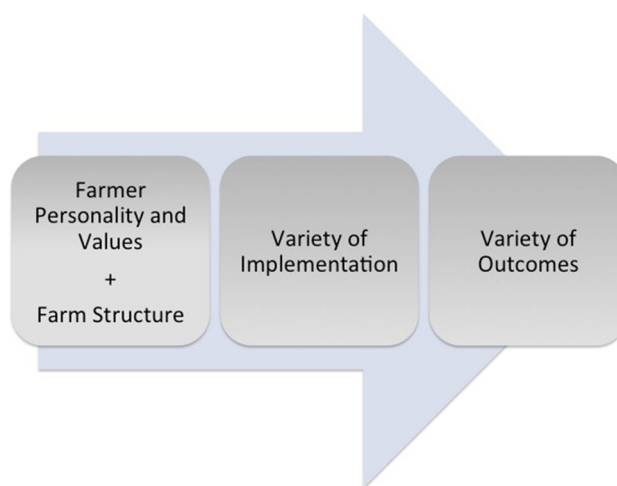 Farmer
Personality and
Values
+
Farm Structure
Variety of
Implementation
Variety of
Outcomes